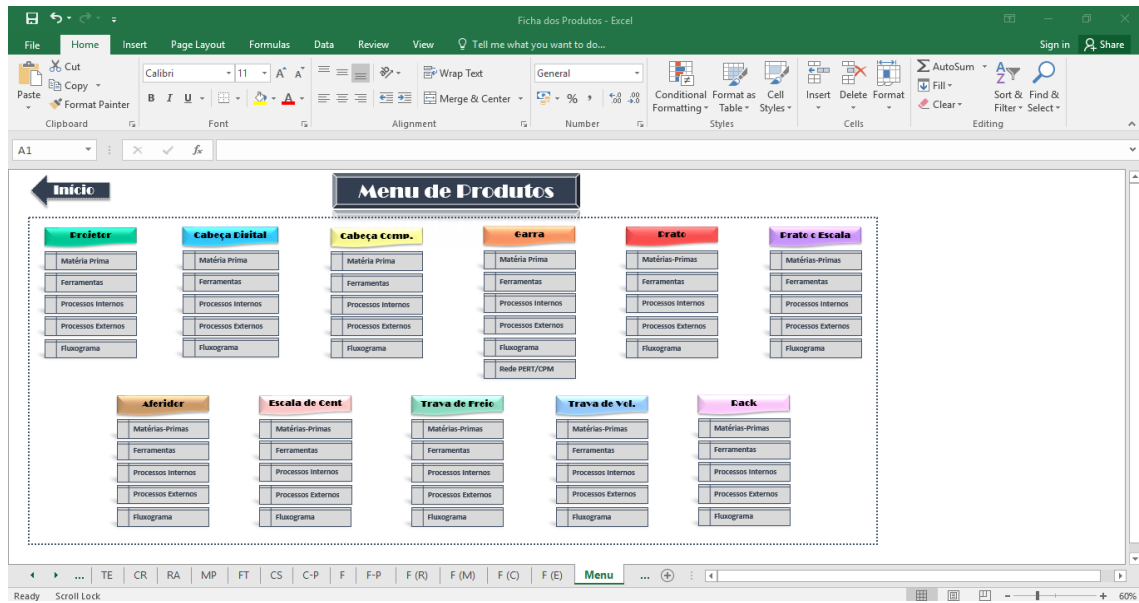 Ficha dos Produtos - Excel
File Home Insert Page Layout Formulas Data Review View Tell me what you want to do... Sign in Share
Paste
Cut
Copy
Format Painter
Clipboard
Calibri 11 A A
B I U A
Font
Wrap Text
Merge & Center
Alignment
General
% ,
Number
Conditional Formatting
Format as Table
Cell Styles
Styles
Insert Delete Format
Cells
AutoSum
Fill
Clear
Sort & Filter
Find & Select
Editing
A1 fx
Início
Menu de Produtos
Projetor Cabeça Digital Cabeça Comp. Garra Prato Prato c Escala
Matéria Prima Matéria Prima Matéria Prima Matéria Prima Matérias-Primas Matérias-Primas
Ferramentas Ferramentas Ferramentas Ferramentas Ferramentas Ferramentas
Processos Internos Processos Internos Processos Internos Processos Internos Processos Internos Processos Internos
Processos Externos Processos Externos Processos Externos Processos Externos Processos Externos Processos Externos
Fluxograma Fluxograma Fluxograma Fluxograma Fluxograma Fluxograma
Rede PERT/CPM
Aferidor Escala de Cent Trava de Freio Trava de Vol. Rack
Matérias-Primas Matérias-Primas Matérias-Primas Matérias-Primas Matérias-Primas
Ferramentas Ferramentas Ferramentas Ferramentas Ferramentas
Processos Internos Processos Internos Processos Internos Processos Internos Processos Internos
Processos Externos Processos Externos Processos Externos Processos Externos Processos Externos
Fluxograma Fluxograma Fluxograma Fluxograma Fluxograma
... TE CR RA MP FT CS C-P F F-P F (R) F (M) F (C) F (E) Menu ...
Ready Scroll Lock 60%